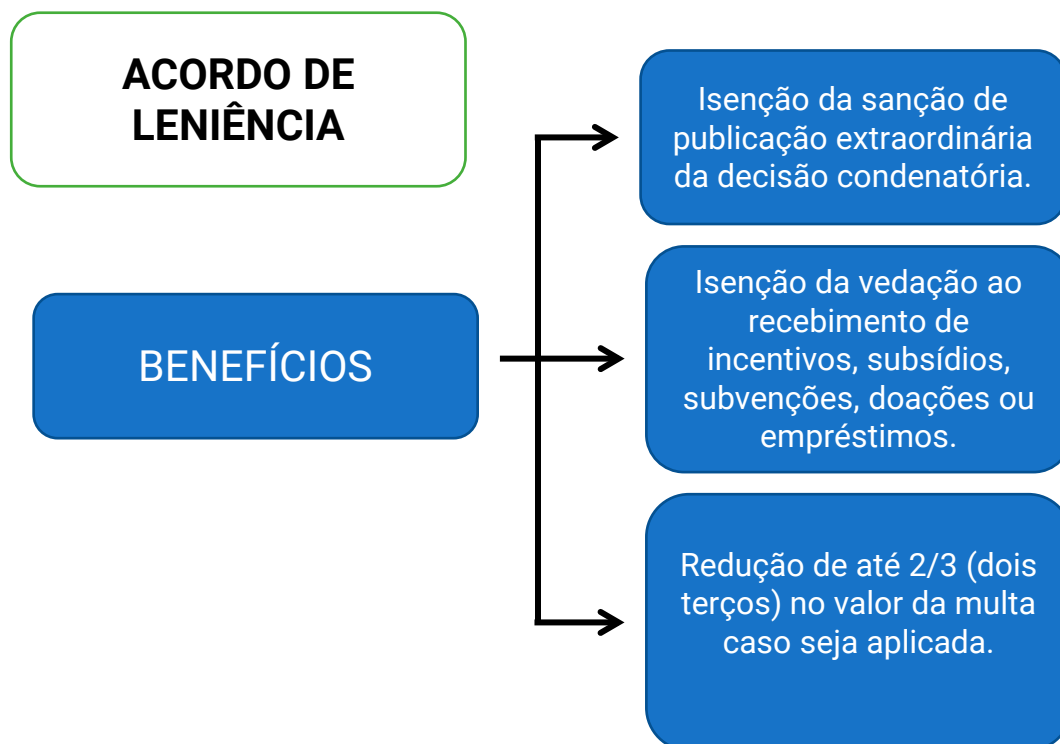 ACORDO DE
LENIÊNCIA
BENEFÍCIOS
Isenção da sanção de
publicação extraordinária
da decisão condenatória.
Isenção da vedação ao
recebimento de
incentivos, subsídios,
subvenções, doações ou
empréstimos.
Redução de até 2/3 (dois
terços) no valor da multa
caso seja aplicada.